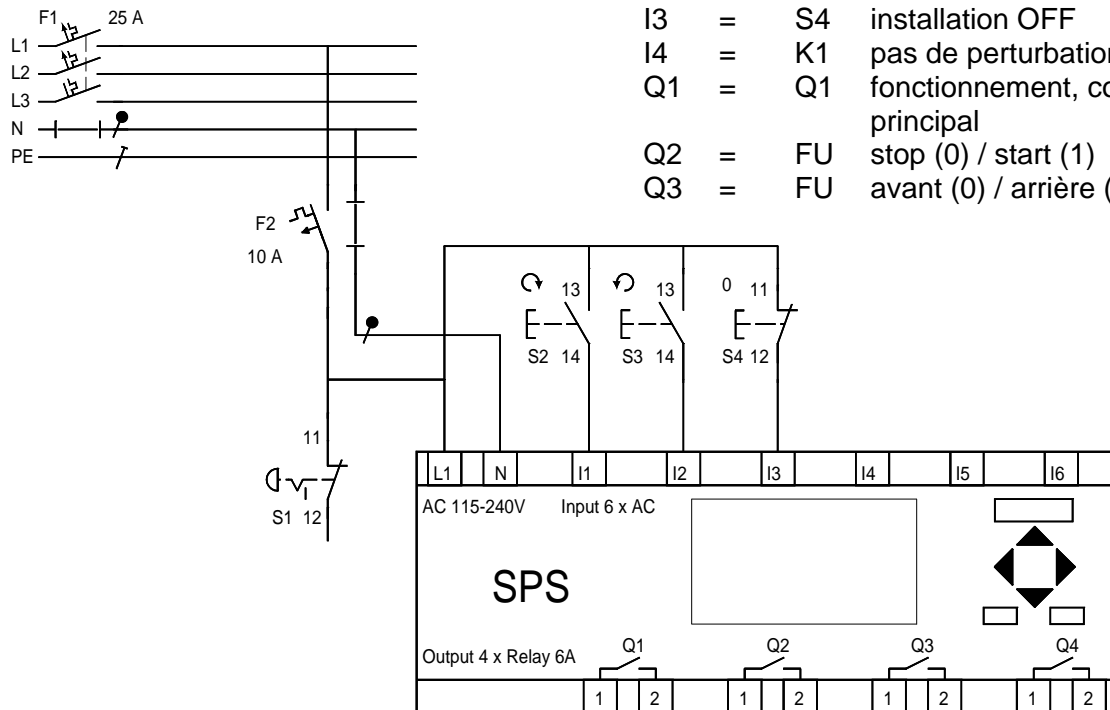 I3 = S4 installation OFF
I4 = K1 pas de perturbation
Q1 = Q1 fonctionnement, co
principal
Q2 = FU stop (0) / start (1)
Q3 = FU avant (0) / arrière (
F1 25 A
L1
L2
L3
N
PE
F2
10 A
13 13 0 11
S2 14 S3 14 S4 12
11
S1 12
L1 N I1 I2 I3 I4 I5 I6
AC 115-240V Input 6 x AC
SPS
Output 4 x Relay 6A Q1 Q2 Q3 Q4
1 2 1 2 1 2 1 2